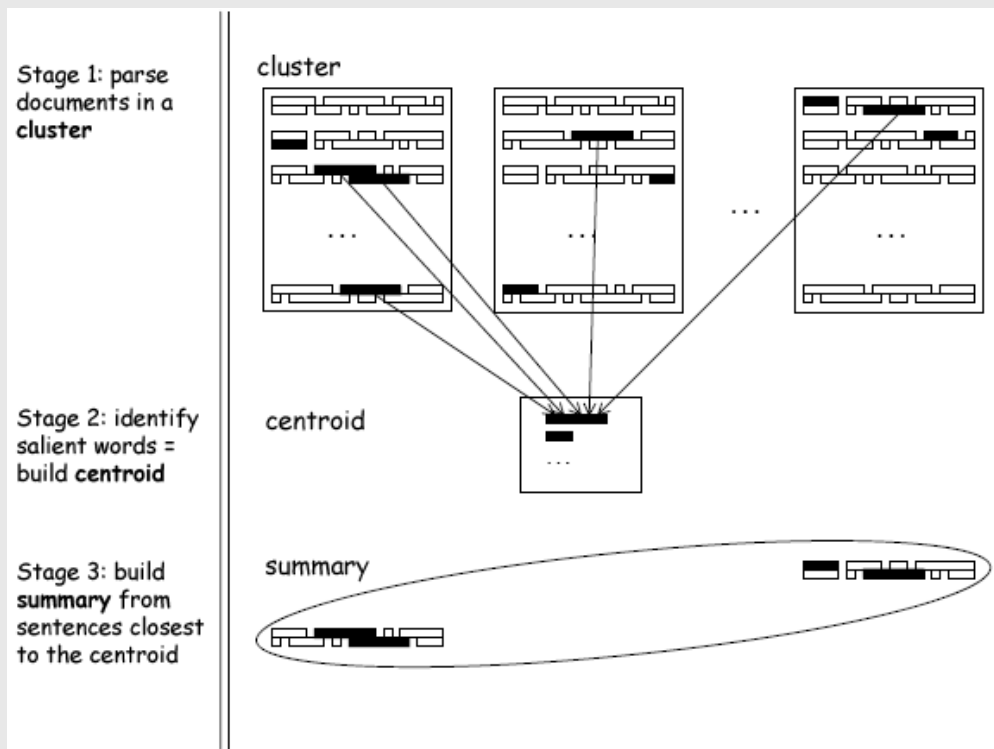 Stage 1: parse
documents in a
cluster
cluster
...
...
...
...
Stage 2: identify
salient words =
build centroid
centroid
...
Stage 3: build
summary from
sentences closest
to the centroid
summary